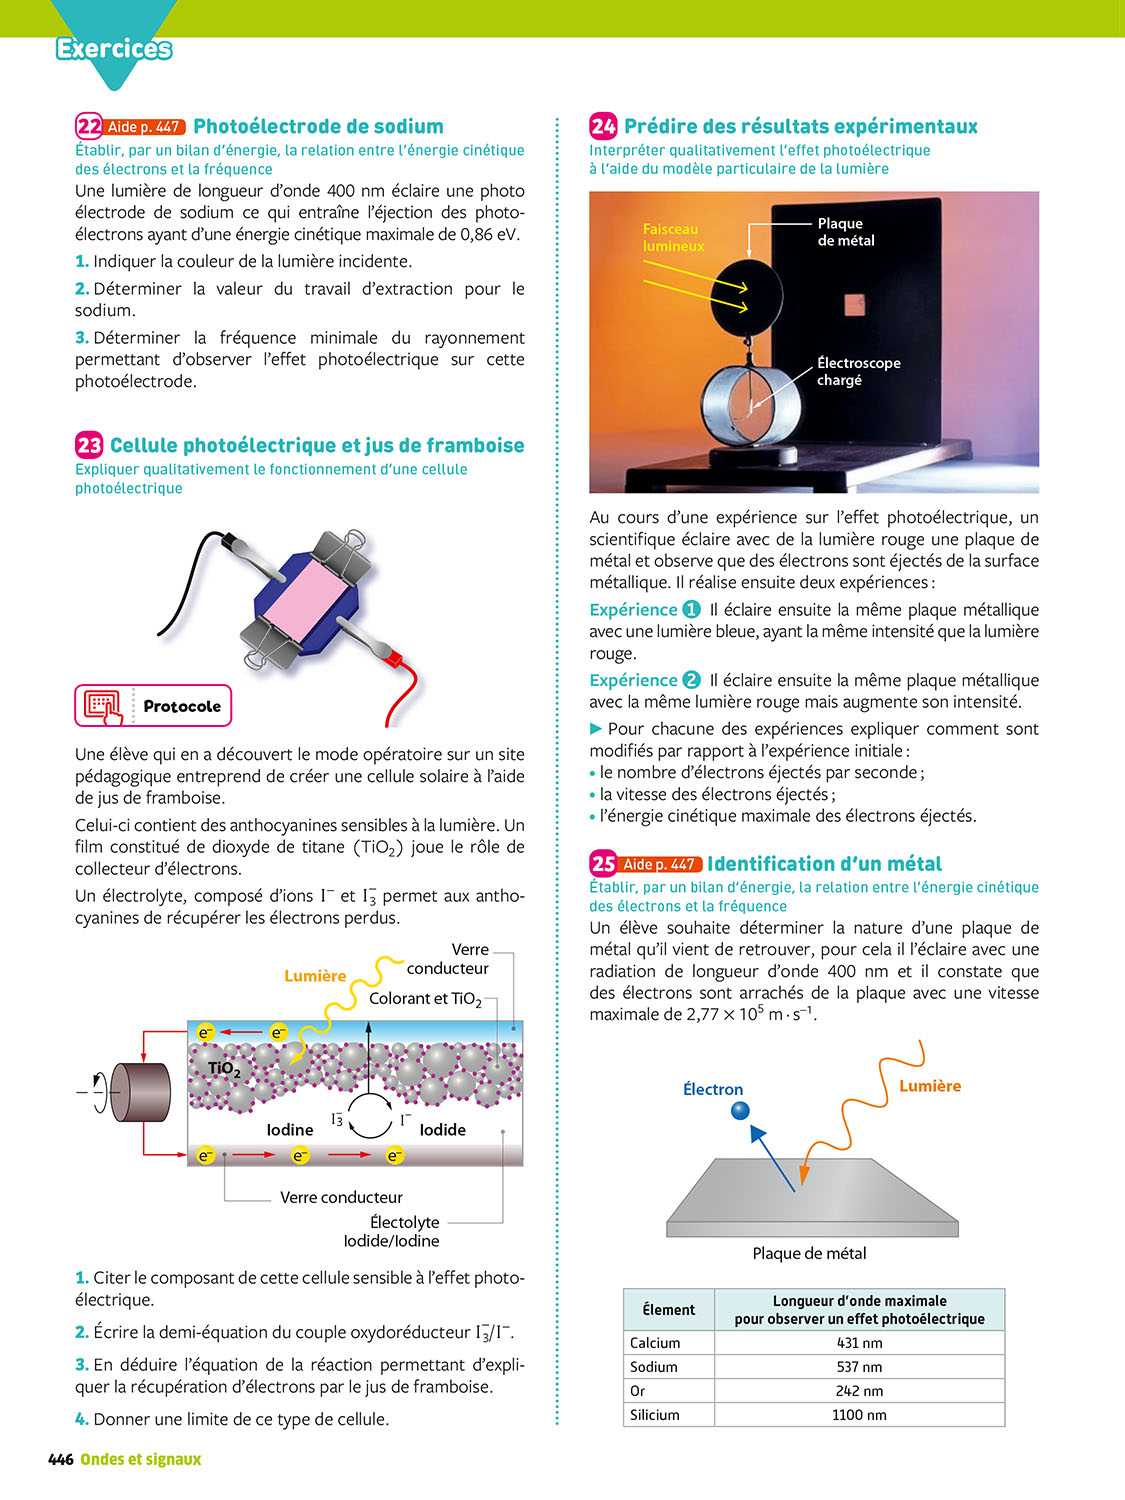 Exercices
22 Aide p. 447 Photoélectrode de sodium
Établir, par un bilan d'énergie, la relation entre l'énergie cinétique
des électrons et la fréquence
Une lumière de longueur d'onde 400 nm éclaire une photo
électrode de sodium ce qui entraîne l'éjection des photo-
électrons ayant d'une énergie cinétique maximale de 0,86 eV.
1. Indiquer la couleur de la lumière incidente.
2. Déterminer la valeur du travail d'extraction pour le
sodium.
3. Déterminer la fréquence minimale du rayonnement
permettant d'observer l'effet photoélectrique sur cette
photoélectrode.
23 Cellule photoélectrique et jus de framboise
Expliquer qualitativement le fonctionnement d'une cellule
photoélectrique
Protocole
Une élève qui en a découvert le mode opératoire sur un site
pédagogique entreprend de créer une cellule solaire à l'aide
de jus de framboise.
Celui-ci contient des anthocyanines sensibles à la lumière. Un
film constitué de dioxyde de titane (TiO₂) joue le rôle de
collecteur d'électrons.
Un électrolyte, composé d'ions I⁻ et I₃⁻ permet aux antho-
cyanines de récupérer les électrons perdus.
Verre
conducteur
Lumière
Colorant et TiO₂
e⁻ e⁻
TiO₂
I₃⁻ I⁻
Iodine Iodide
e⁻ e⁻ e⁻
Verre conducteur
Électolyte
Iodide/Iodine
1. Citer le composant de cette cellule sensible à l'effet photo-
électrique.
2. Écrire la demi-équation du couple oxydoréducteur I₃⁻/I⁻.
3. En déduire l'équation de la réaction permettant d'expli-
quer la récupération d'électrons par le jus de framboise.
4. Donner une limite de ce type de cellule.
24 Prédire des résultats expérimentaux
Interpréter qualitativement l'effet photoélectrique
à l'aide du modèle particulaire de la lumière
Faisceau
lumineux
Plaque
de métal
Électroscope
chargé
Au cours d'une expérience sur l'effet photoélectrique, un
scientifique éclaire avec de la lumière rouge une plaque de
métal et observe que des électrons sont éjectés de la surface
métallique. Il réalise ensuite deux expériences :
Expérience 1 Il éclaire ensuite la même plaque métallique
avec une lumière bleue, ayant la même intensité que la lumière
rouge.
Expérience 2 Il éclaire ensuite la même plaque métallique
avec la même lumière rouge mais augmente son intensité.
► Pour chacune des expériences expliquer comment sont
modifiés par rapport à l'expérience initiale :
• le nombre d'électrons éjectés par seconde ;
• la vitesse des électrons éjectés ;
• l'énergie cinétique maximale des électrons éjectés.
25 Aide p. 447 Identification d'un métal
Établir, par un bilan d'énergie, la relation entre l'énergie cinétique
des électrons et la fréquence
Un élève souhaite déterminer la nature d'une plaque de
métal qu'il vient de retrouver, pour cela il l'éclaire avec une
radiation de longueur d'onde 400 nm et il constate que
des électrons sont arrachés de la plaque avec une vitesse
maximale de 2,77 × 10⁵ m · s⁻¹.
Électron
Lumière
Plaque de métal
Élement
Longueur d'onde maximale
pour observer un effet photoélectrique
Calcium 431 nm
Sodium 537 nm
Or 242 nm
Silicium 1100 nm
446 Ondes et signaux